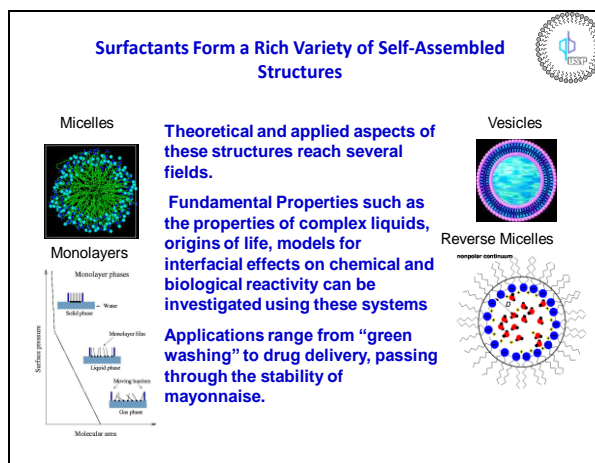 Surfactants Form a Rich Variety of Self-Assembled
Structures
Micelles
Monolayers
Monolayer phases
Water
Solid phase
Monolayer film
Liquid phase
Moving barriers
Gas phase
Surface pressure
Molecular area
Theoretical and applied aspects of
these structures reach several
fields.
Fundamental Properties such as
the properties of complex liquids,
origins of life, models for
interfacial effects on chemical and
biological reactivity can be
investigated using these systems
Applications range from “green
washing” to drug delivery, passing
through the stability of
mayonnaise.
Vesicles
Reverse Micelles
nonpolar continuum